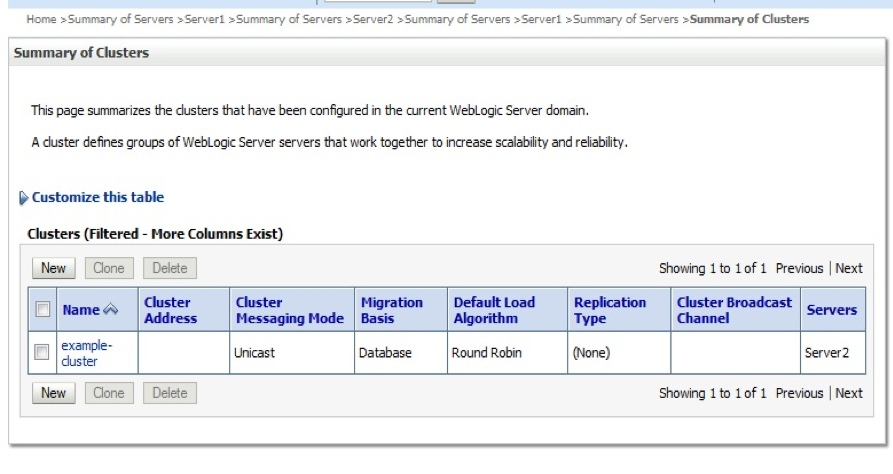 Home >Summary of Servers >Server1 >Summary of Servers >Server2 >Summary of Servers >Server1 >Summary of Servers >Summary of Clusters
Summary of Clusters
This page summarizes the clusters that have been configured in the current WebLogic Server domain.
A cluster defines groups of WebLogic Server servers that work together to increase scalability and reliability.
Customize this table
Clusters (Filtered - More Columns Exist)
New Clone Delete Showing 1 to 1 of 1 Previous | Next
Name Cluster Address Cluster Messaging Mode Migration Basis Default Load Algorithm Replication Type Cluster Broadcast Channel Servers
example-cluster Unicast Database Round Robin (None) Server2
New Clone Delete Showing 1 to 1 of 1 Previous | Next